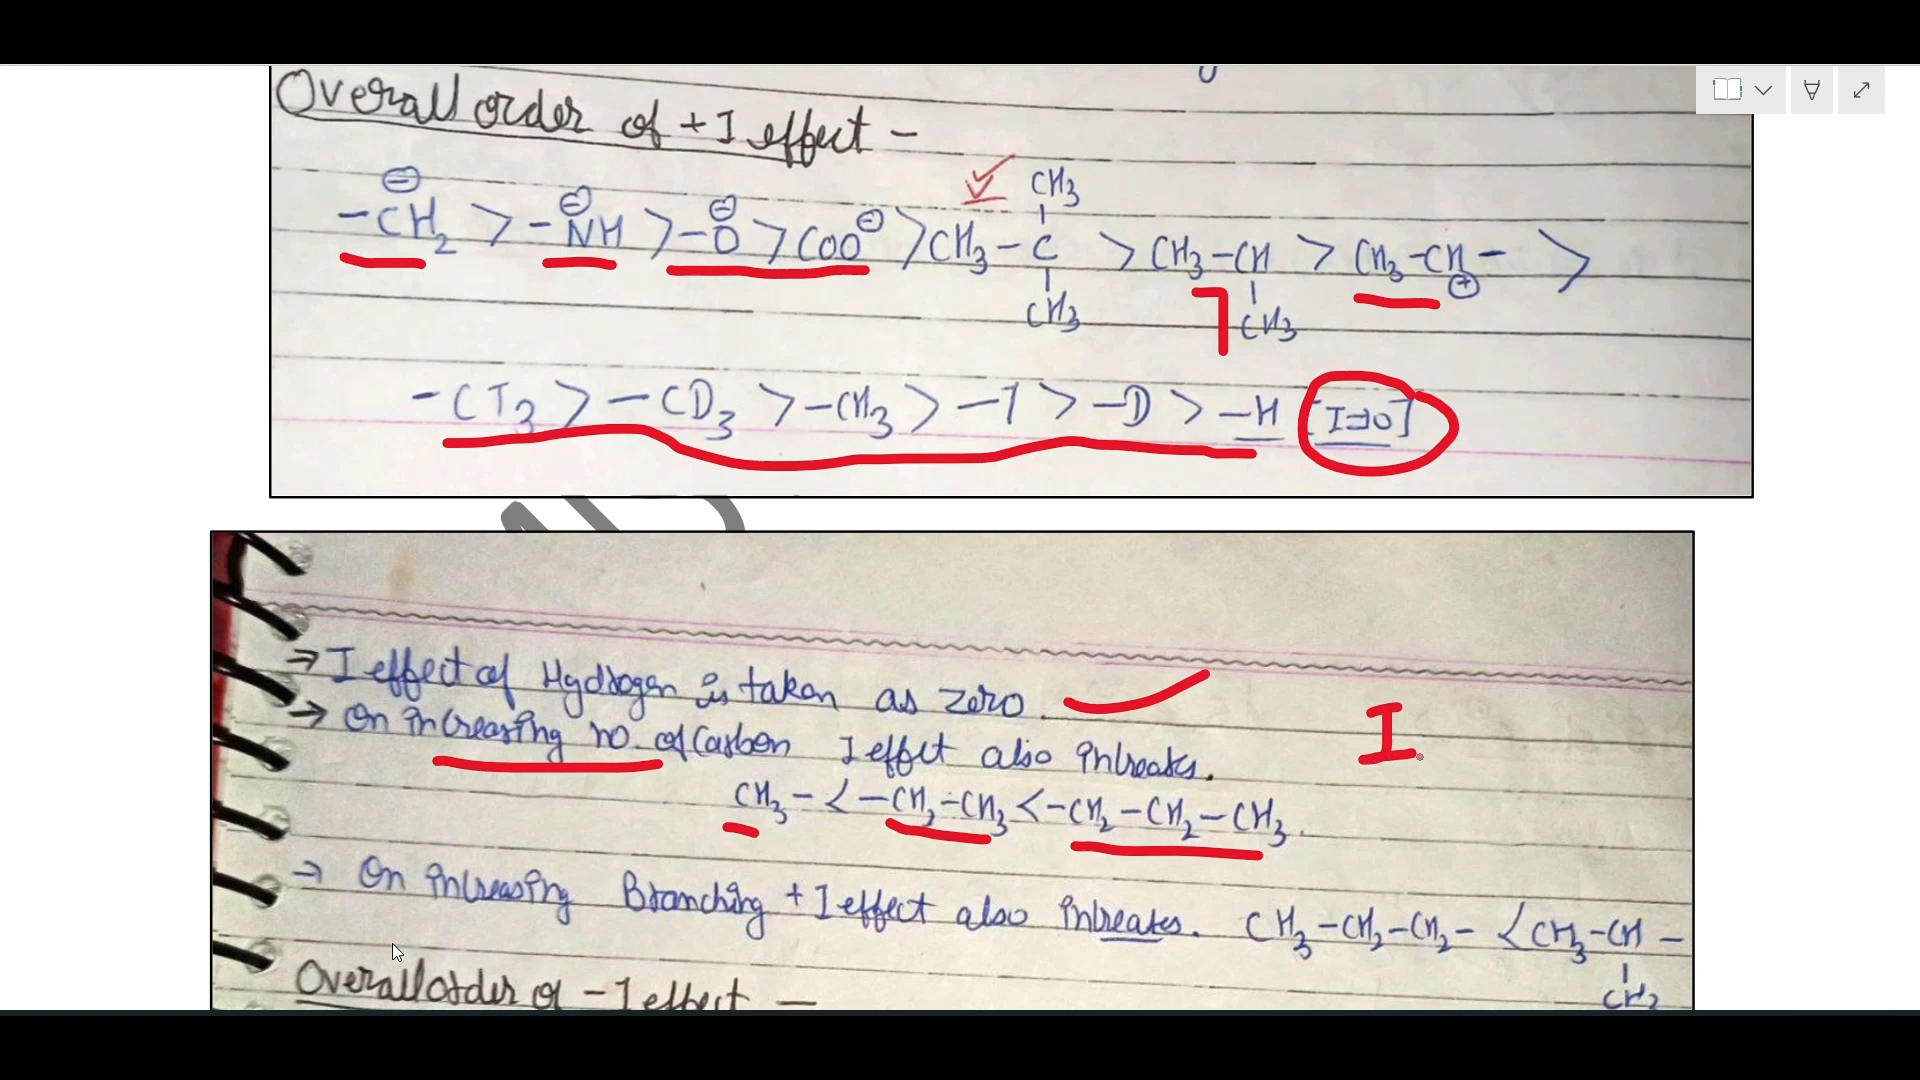 Overall order of +I effect -
⊖ ⊖ ⊖ ⊖ CH3
-CH2 > -NH > -O > COO > CH3-C > CH3-CH > CH3-CH2- >
CH3 CH3 ⊕
-CT3 > -CD3 > -CH3 > -T > -D > -H [I=0]
→ I effect of Hydrogen is taken as zero.
I
→ On increasing no. of Carbon I effect also increases.
CH3- < -CH2-CH3 < -CH2-CH2-CH3.
→ On increasing Branching +I effect also increases. CH3-CH2-CH2- < CH3-CH-
CH3
Overall order of -I effect -